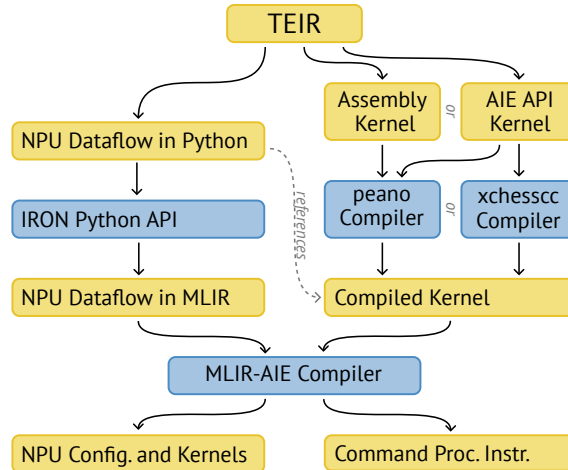 TEIR
Assembly
Kernel
or
AIE API
Kernel
NPU Dataflow in Python
references
peano
Compiler
or
xchesscc
Compiler
IRON Python API
NPU Dataflow in MLIR
Compiled Kernel
MLIR-AIE Compiler
NPU Config. and Kernels
Command Proc. Instr.